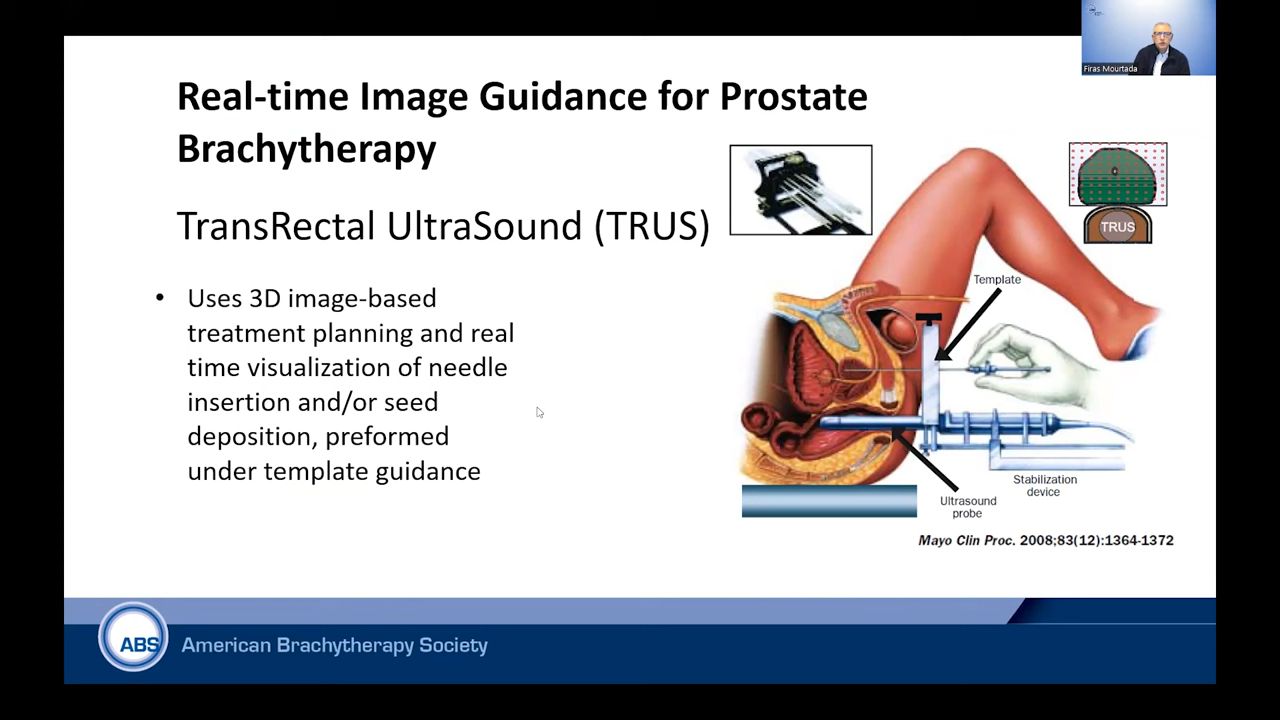 Firas Mourtada
Real-time Image Guidance for Prostate
Brachytherapy
TransRectal UltraSound (TRUS)
• Uses 3D image-based
treatment planning and real
time visualization of needle
insertion and/or seed
deposition, preformed
under template guidance
TRUS
Template
Stabilization
device
Ultrasound
probe
Mayo Clin Proc. 2008;83(12):1364-1372
ABS
American Brachytherapy Society